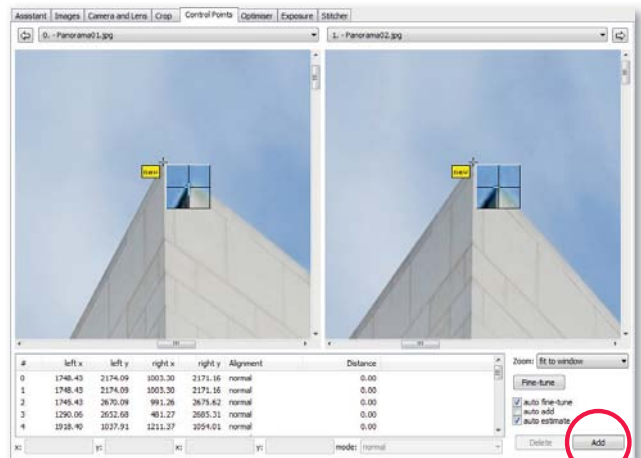 Assistant Images Camera and Lens Crop Control Points Optimiser Exposure Stitcher
0. - Panorama01.jpg 1. - Panorama02.jpg
new new
# left x left y right x right y Alignment Distance
0 1748.43 2174.09 1003.30 2171.16 normal 0.00
1 1748.43 2174.09 1003.30 2171.16 normal 0.00
2 1745.43 2670.09 991.26 2675.62 normal 0.00
3 1290.06 2652.68 481.27 2685.31 normal 0.00
4 1918.40 1037.91 1211.37 1054.01 normal 0.00
Zoom: fit to window
Fine-tune
auto fine-tune
auto add
auto estimate
x: y: x: y: mode: normal
Delete Add